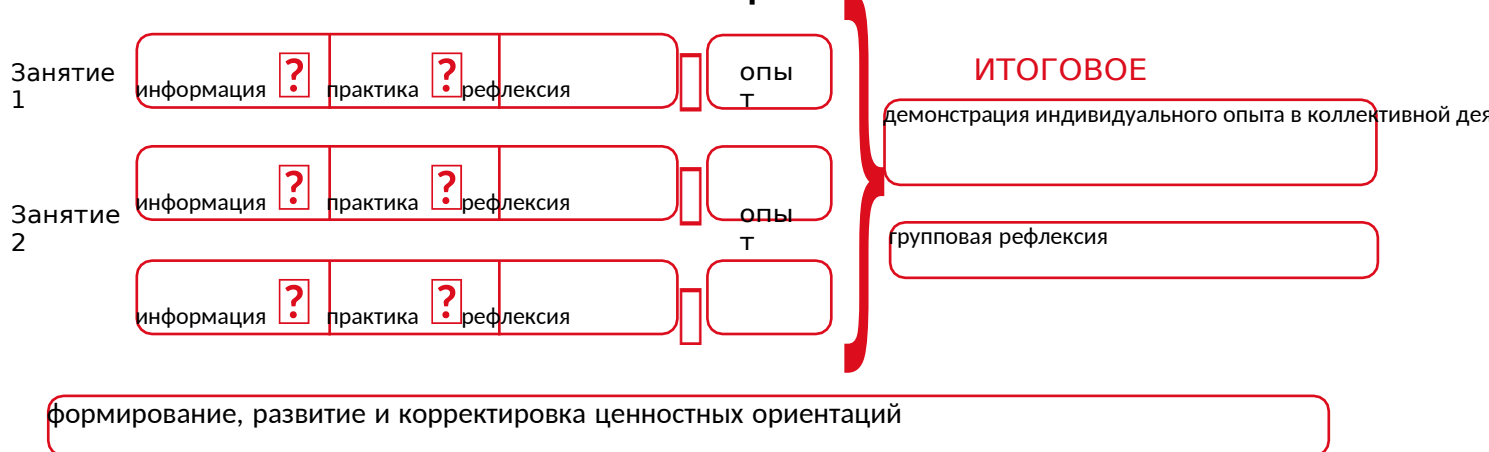 Занятие
1
информация ? практика ? рефлексия
опы
т
Занятие
2
информация ? практика ? рефлексия
опы
т
информация ? практика ? рефлексия
ИТОГОВОЕ
демонстрация индивидуального опыта в коллективной
групповая рефлексия
формирование, развитие и корректировка ценностных ориентаций